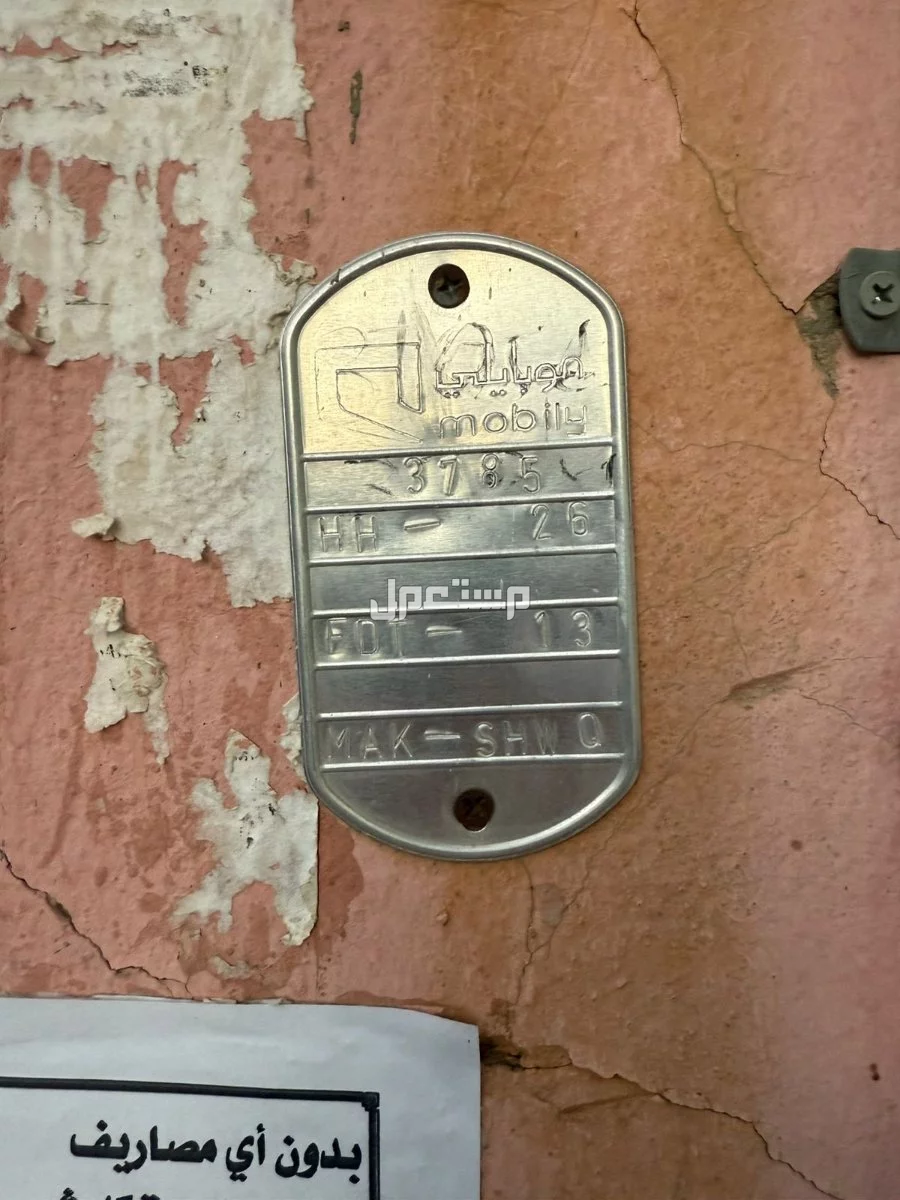 موبايلي
mobily
3785
HH - 26
مستعمل
FDT - 13
MAK - SHWQ
بدون أي مصاريف